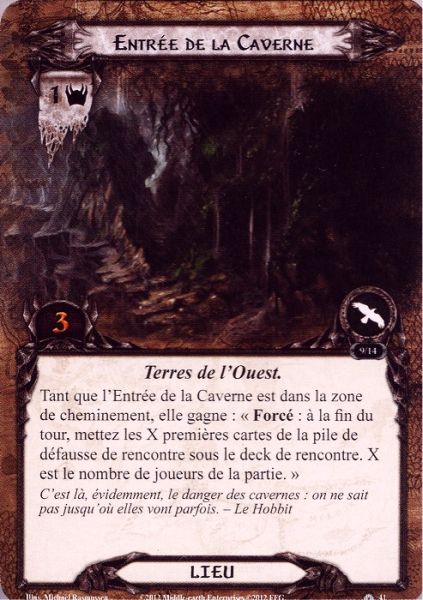 Entrée de la Caverne
1
3
9/14
Terres de l'Ouest.
Tant que l'Entrée de la Caverne est dans la zone
de cheminement, elle gagne : « Forcé : à la fin du
tour, mettez les X premières cartes de la pile de
défausse de rencontre sous le deck de rencontre. X
est le nombre de joueurs de la partie. »
C'est là, évidemment, le danger des cavernes : on ne sait
pas jusqu'où elles vont parfois. – Le Hobbit
LIEU
Illus. Michael Rasmussen ©2012 Middle-earth Enterprises ©2012 FFG 41